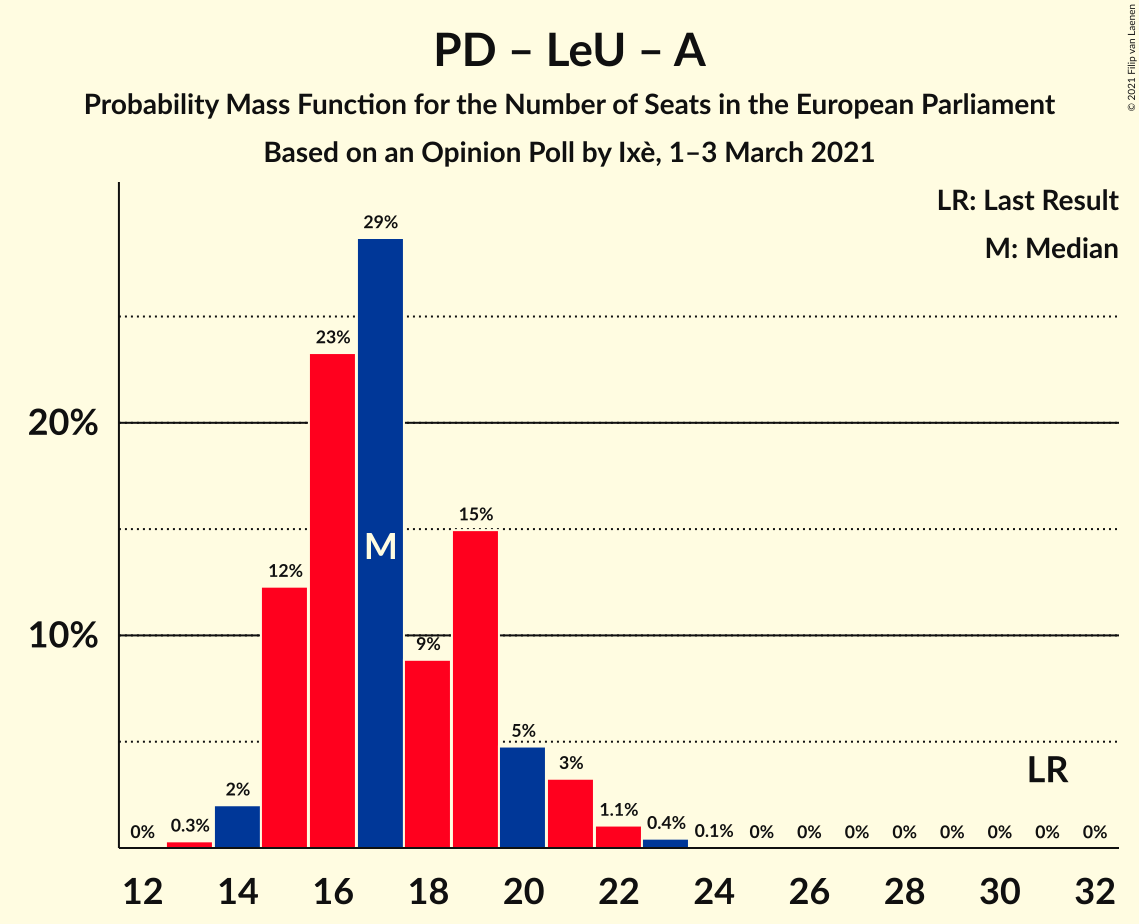 PD – LeU – A
Probability Mass Function for the Number of Seats in the European Parliament
Based on an Opinion Poll by Ixè, 1–3 March 2021
© 2021 Filip van Laenen
LR: Last Result
M: Median
29%
23%
20%
15%
M
12%
10%
9%
5%
3%
LR
2%
1.1%
0% 0.3% 0.4% 0.1% 0% 0% 0% 0% 0% 0% 0% 0%
12 14 16 18 20 22 24 26 28 30 32